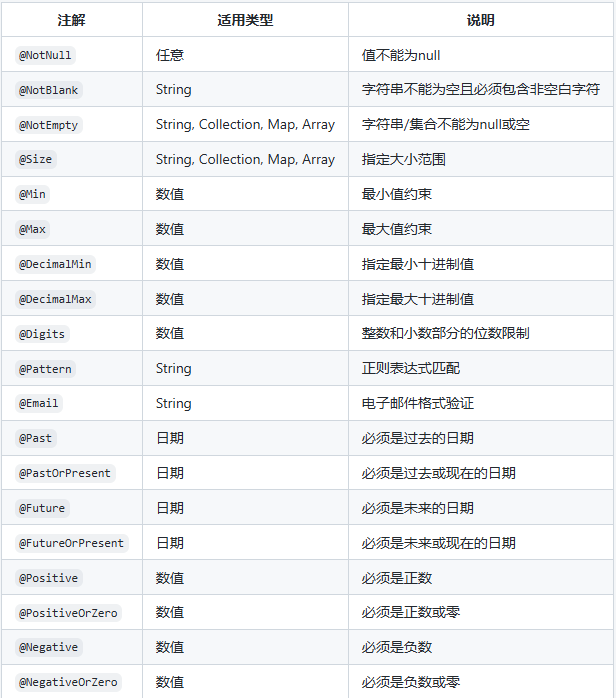 注解 适用类型 说明
@NotNull 任意 值不能为null
@NotBlank String 字符串不能为空且必须包含非空白字符
@NotEmpty String, Collection, Map, Array 字符串/集合不能为null或空
@Size String, Collection, Map, Array 指定大小范围
@Min 数值 最小值约束
@Max 数值 最大值约束
@DecimalMin 数值 指定最小十进制值
@DecimalMax 数值 指定最大十进制值
@Digits 数值 整数和小数部分的位数限制
@Pattern String 正则表达式匹配
@Email String 电子邮件格式验证
@Past 日期 必须是过去的日期
@PastOrPresent 日期 必须是过去或现在的日期
@Future 日期 必须是未来的日期
@FutureOrPresent 日期 必须是未来或现在的日期
@Positive 数值 必须是正数
@PositiveOrZero 数值 必须是正数或零
@Negative 数值 必须是负数
@NegativeOrZero 数值 必须是负数或零